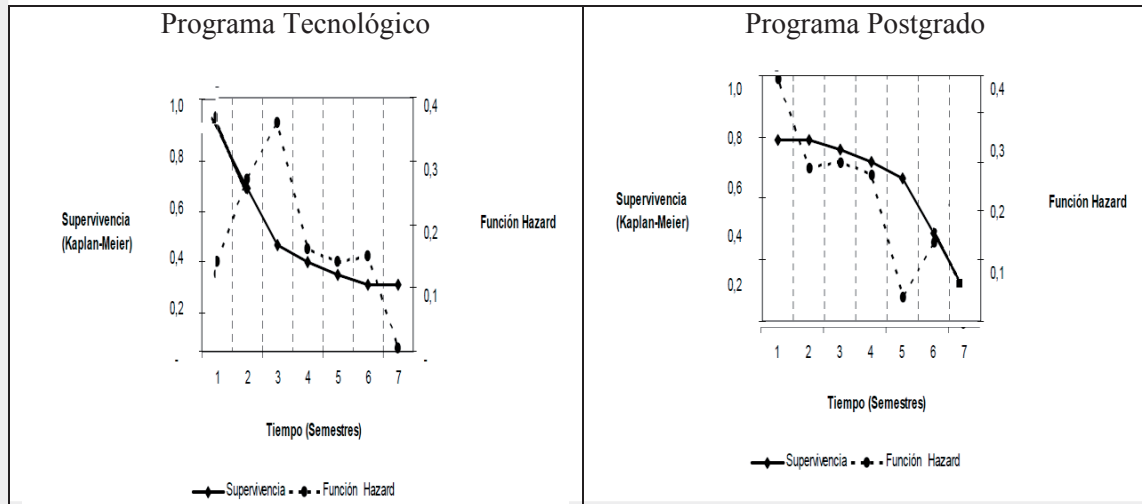 Programa Tecnológico
1,0
0,8
0,6
0,4
0,2
-
Supervivencia
(Kaplan-Meier)
0,4
0,3
0,2
0,1
-
Función Hazard
1 2 3 4 5 6 7
Tiempo (Semestres)
Supervivencia
Función Hazard
Programa Postgrado
1,0
0,8
0,6
0,4
0,2
Supervivencia
(Kaplan-Meier)
0,4
0,3
0,2
0,1
Función Hazard
1 2 3 4 5 6 7
Tiempo (Semestres)
Supervivencia
Función Hazard